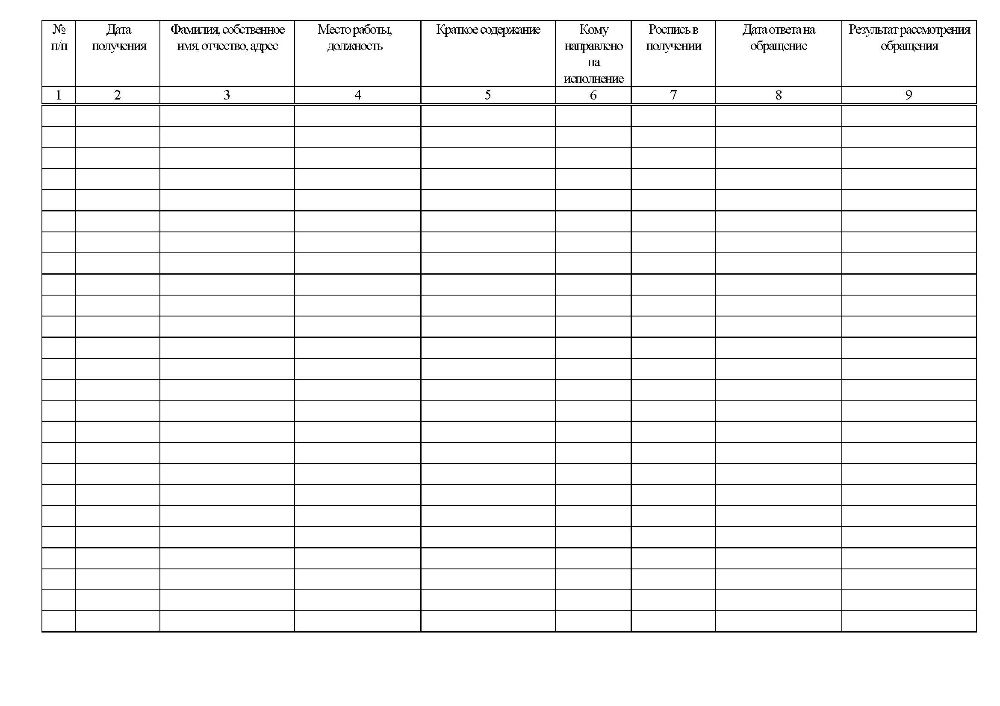 №
п/п
Дата
получения
Фамилия, собственное
имя, отчество, адрес
Место работы,
должность
Краткое содержание
Кому
направлено
на
исполнение
Роспись в
получении
Дата ответа на
обращение
Результат рассмотрения
обращения
1 2 3 4 5 6 7 8 9